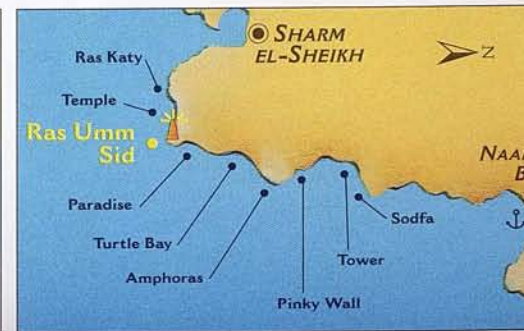 SHARM
EL-SHEIKH
N
Ras Katy
Temple
Ras Umm
Sid
Paradise
Turtle Bay
Amphoras
Pinky Wall
Tower
Sodfa